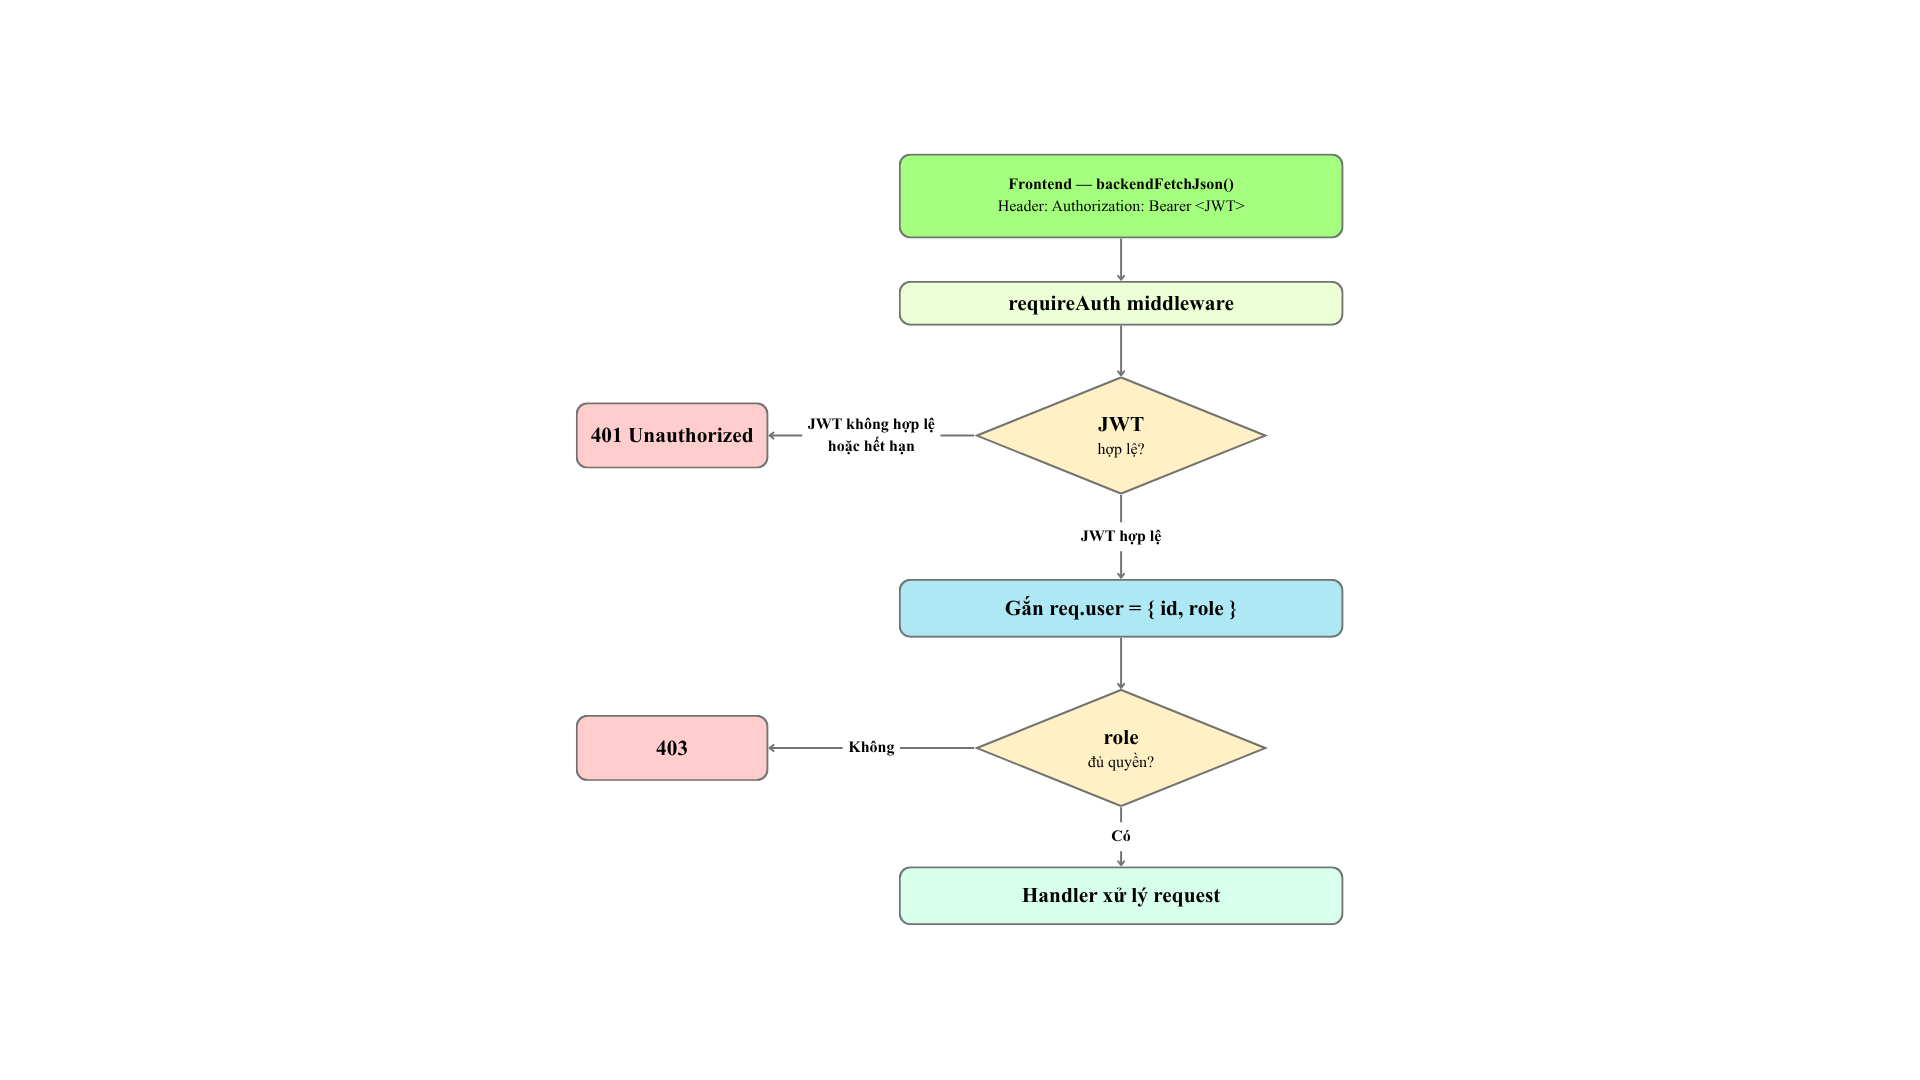 Frontend — backendFetchJson()
Header: Authorization: Bearer <JWT>
requireAuth middleware
JWT
hợp lệ?
JWT không hợp lệ
hoặc hết hạn
401 Unauthorized
JWT hợp lệ
Gắn req.user = { id, role }
role
đủ quyền?
Không
403
Có
Handler xử lý request